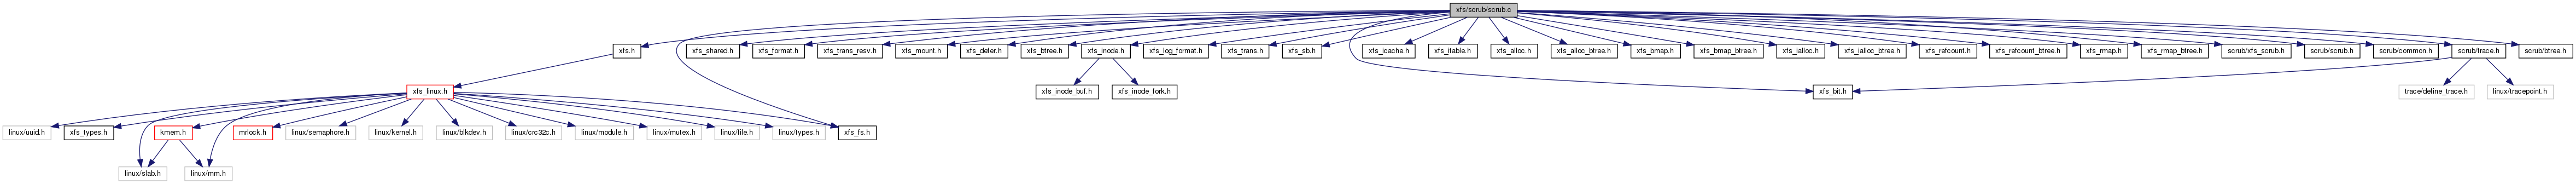 xfs/scrub/scrub.c
xfs.h
xfs_shared.h
xfs_format.h
xfs_trans_resv.h
xfs_mount.h
xfs_defer.h
xfs_btree.h
xfs_inode.h
xfs_log_format.h
xfs_trans.h
xfs_sb.h
xfs_icache.h
xfs_itable.h
xfs_alloc.h
xfs_alloc_btree.h
xfs_bmap.h
xfs_bmap_btree.h
xfs_ialloc.h
xfs_ialloc_btree.h
xfs_refcount.h
xfs_refcount_btree.h
xfs_rmap.h
xfs_rmap_btree.h
scrub/xfs_scrub.h
scrub/scrub.h
scrub/common.h
scrub/trace.h
scrub/btree.h
xfs_linux.h
xfs_inode_buf.h
xfs_inode_fork.h
xfs_bit.h
trace/define_trace.h
linux/tracepoint.h
linux/uuid.h
xfs_types.h
kmem.h
mrlock.h
linux/semaphore.h
linux/kernel.h
linux/blkdev.h
linux/crc32c.h
linux/module.h
linux/mutex.h
linux/file.h
linux/types.h
xfs_fs.h
linux/slab.h
linux/mm.h